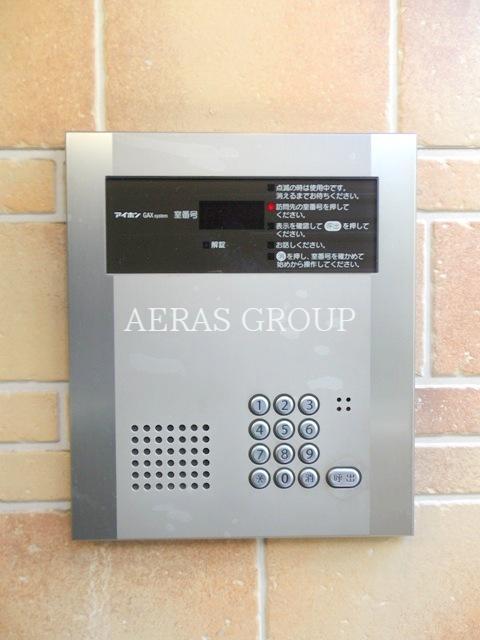 点滅の時は使用中です。
消えるまでお待ちください。
アイホン GAX system 室番号
訪問先の室番号を押して
ください。
表示を確認して 呼出 を押して
ください。
解錠
お話しください。
消 を押し、室番号を確かめて
始めから操作してください。
AERAS GROUP
1 2 3
4 5 6
7 8 9
* 0 消 呼出